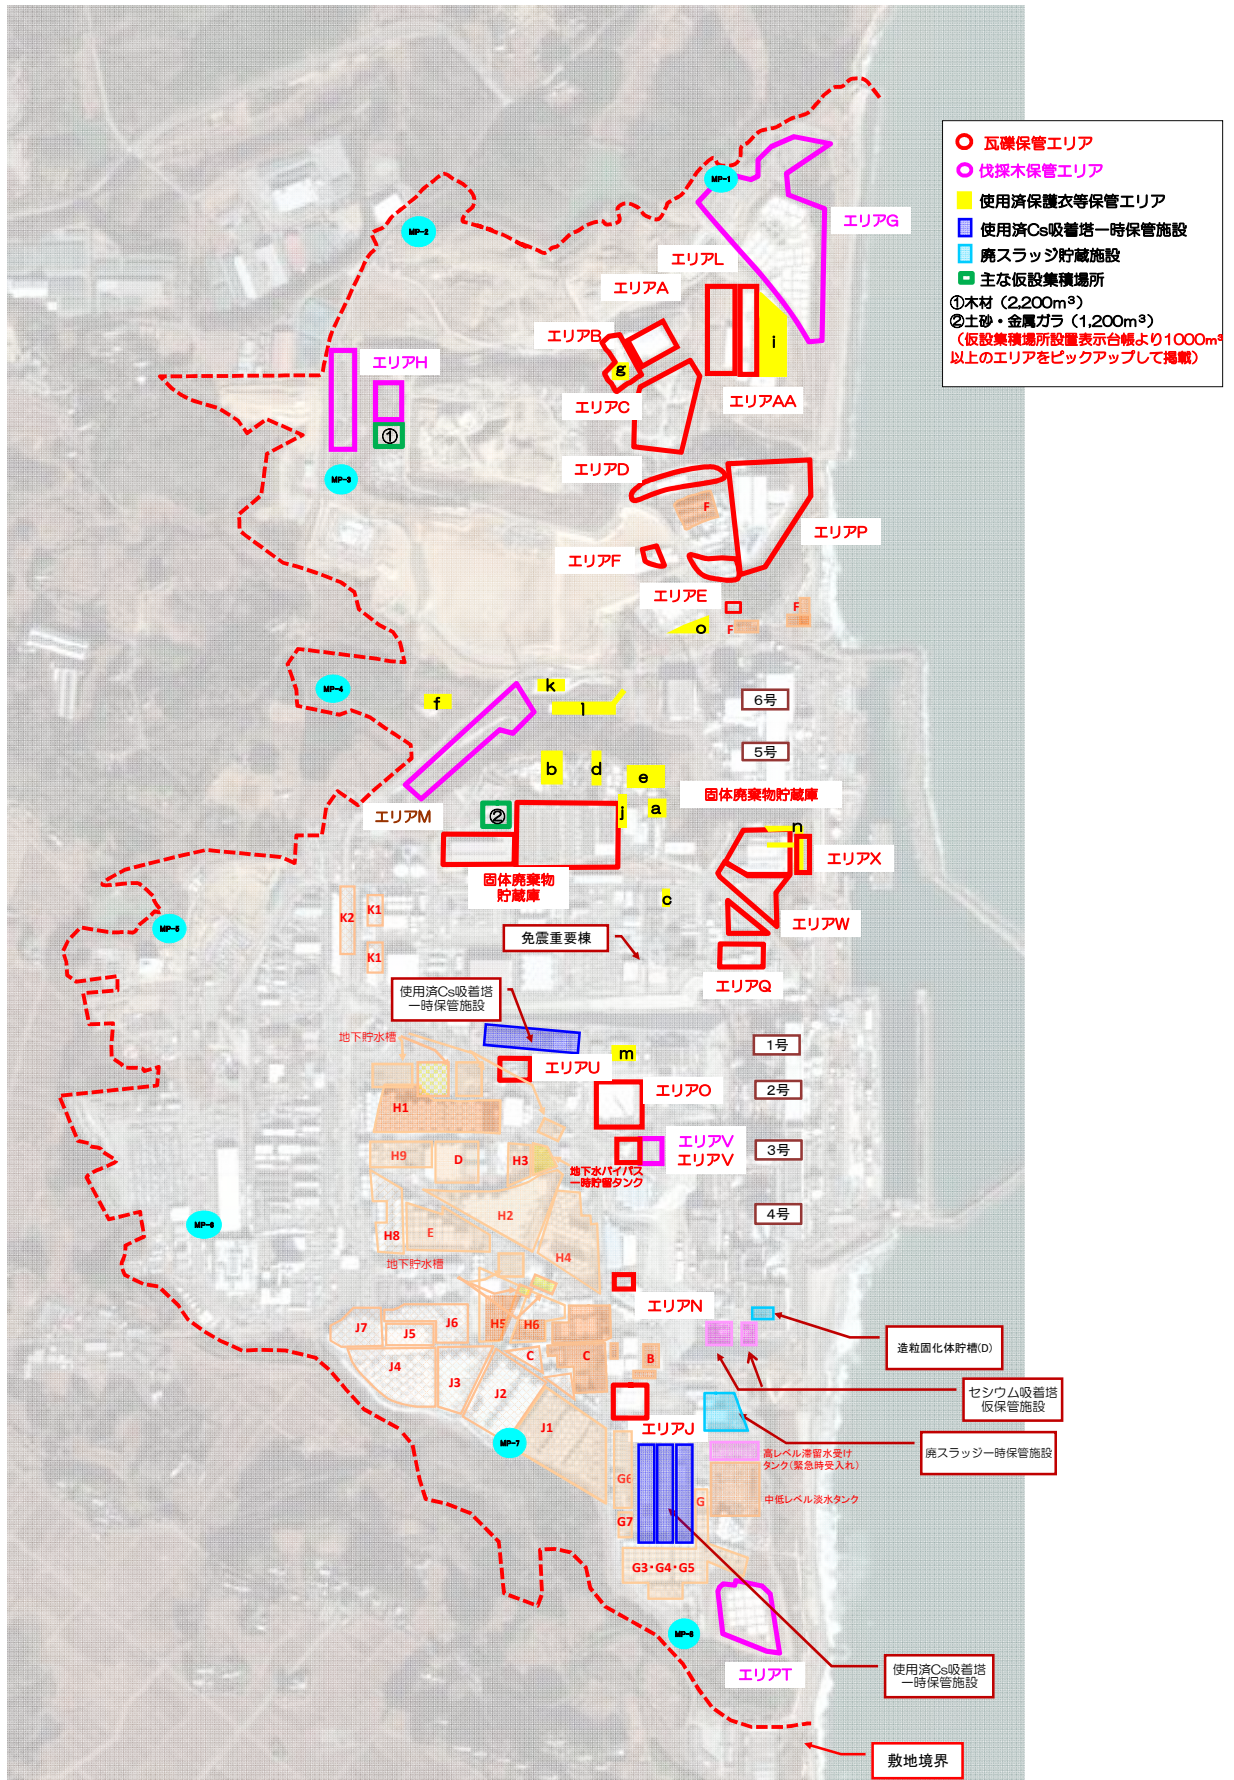 瓦礫保管エリア
伐採木保管エリア
使用済保護衣等保管エリア
使用済Cs吸着塔一時保管施設
廃スラッジ貯蔵施設
主な仮設集積場所
①木材（2,200m³）
②土砂・金属ガラ（1,200m³）
（仮設集積場所設置表示台帳より1000m³
以上のエリアをピックアップして掲載）
MP-1
エリアG
MP-2
エリアL
エリアA
エリアB
i
エリアH
g
エリアAA
エリアC
①
エリアD
MP-3
F
エリアP
エリアF
エリアE
F
o
F
k
MP-4
f
l
6号
5号
b
d
e
固体廃棄物貯蔵庫
j
a
②
エリアM
n
エリアX
固体廃棄物
貯蔵庫
c
K2
K1
エリアW
MP-5
免震重要棟
K1
エリアQ
使用済Cs吸着塔
一時保管施設
地下貯水槽
1号
m
エリアU
エリアO
2号
H1
エリアV
エリアV
3号
H9
D
H3
地下水バイパス
一時貯留タンク
H2
4号
MP-6
H8
E
H4
地下貯水槽
エリアN
J7
J5
J6
H5
H6
造粒固化体貯槽(D)
C
C
B
J4
J3
J2
セシウム吸着塔
仮保管施設
J1
エリアJ
MP-7
廃スラッジ一時保管施設
高レベル滞留水受け
タンク(緊急時受入れ)
G6
G
中低レベル淡水タンク
G7
G3・G4・G5
MP-8
エリアT
使用済Cs吸着塔
一時保管施設
敷地境界